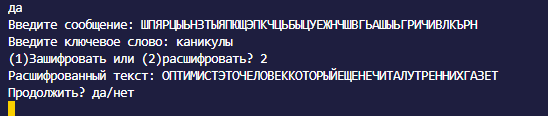 да
Введите сообщение: ШПЯРЦЫЬНЗТЫЯПЮЩЭПКЧЦЬБЫЦУЕЖНЧШВГЬАШЫЬГРИЧИВЛКЪРН
Введите ключевое слово: каникулы
(1)Зашифровать или (2)расшифровать? 2
Расшифрованный текст: ОПТИМИСТЭТОЧЕЛОВЕККОТОРЫЙЕЩЕНЕЧИТАЛУТРЕННИХГАЗЕТ
Продолжить? да/нет